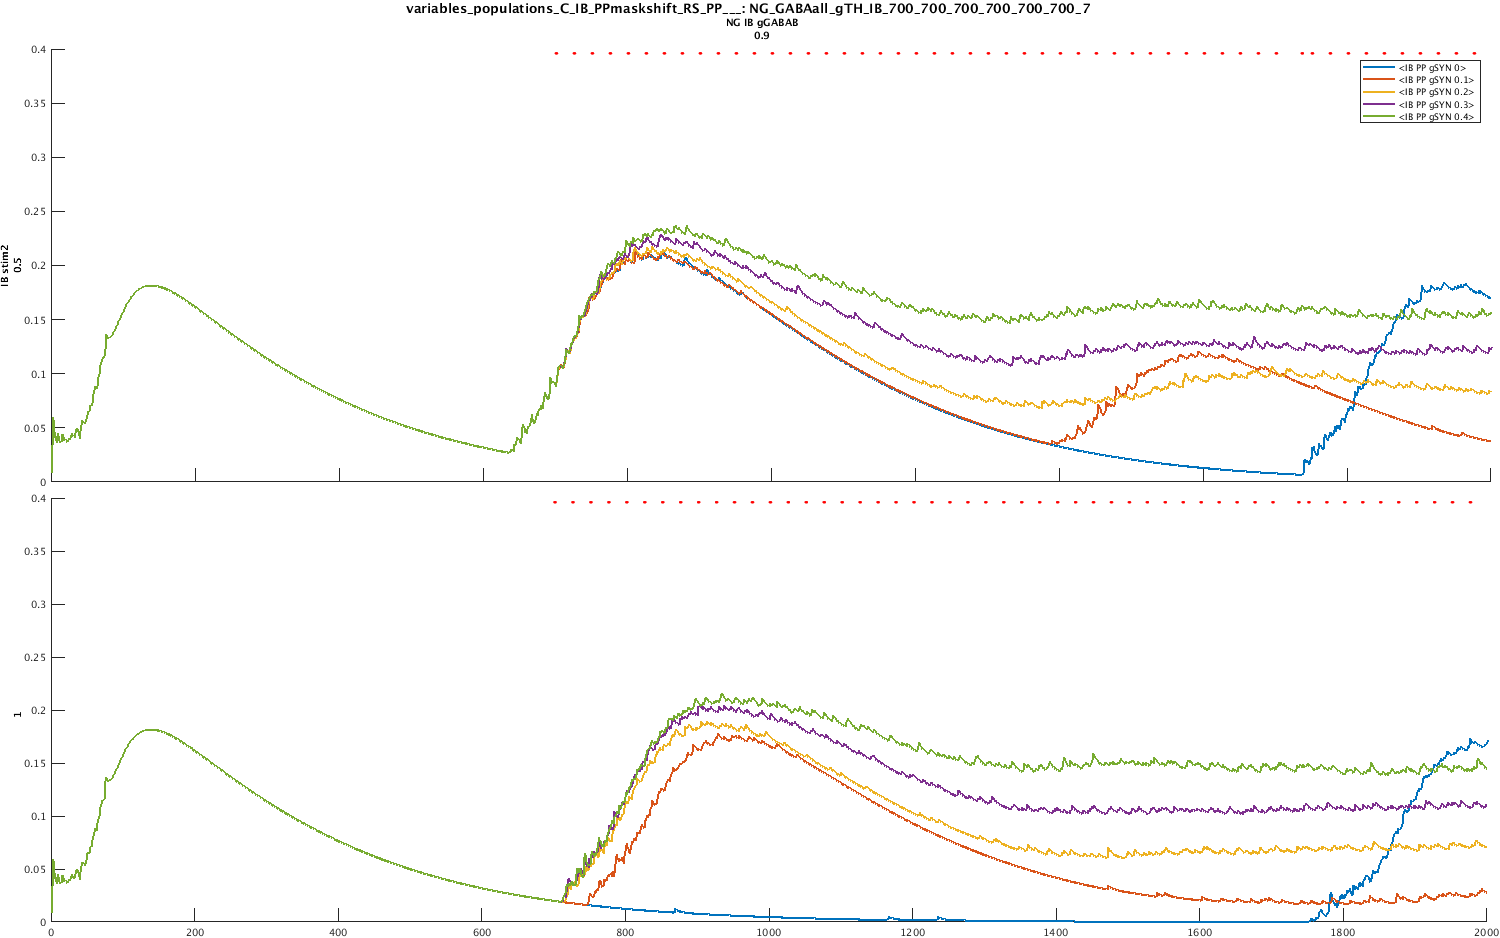 variables_populations_C_IB_PPmaskshift_RS_PP___: NG_GABAall_gTH_IB_700_700_700_700_700_700_7
NG IB gGABAB
0.9
0.4
0.35
0.3
0.25
0.2
0.15
0.1
0.05
0
IB stim2
0.5
<IB PP gSYN 0>
<IB PP gSYN 0.1>
<IB PP gSYN 0.2>
<IB PP gSYN 0.3>
<IB PP gSYN 0.4>
0.4
0.35
0.3
0.25
0.2
0.15
0.1
0.05
0
1
0 200 400 600 800 1000 1200 1400 1600 1800 2000